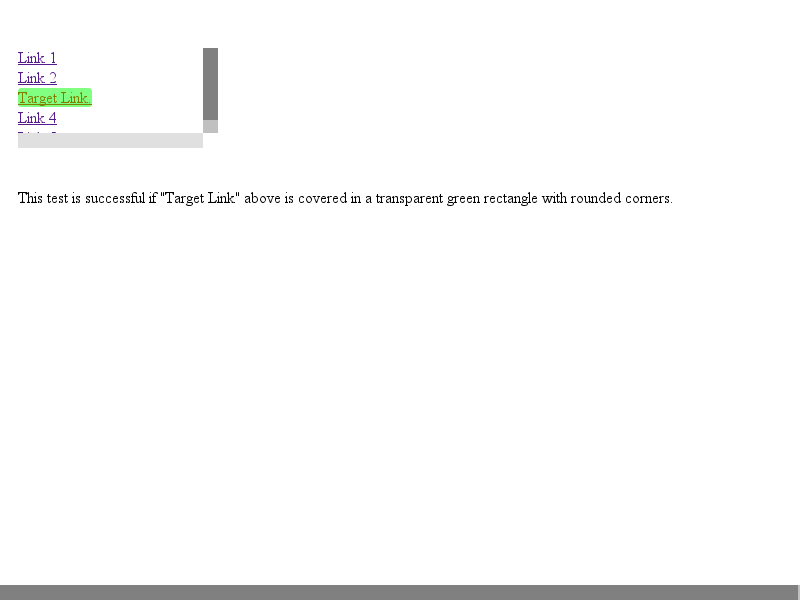 Link 1
Link 2
Target Link
Link 4
This test is successful if "Target Link" above is covered in a transparent green rectangle with rounded corners.